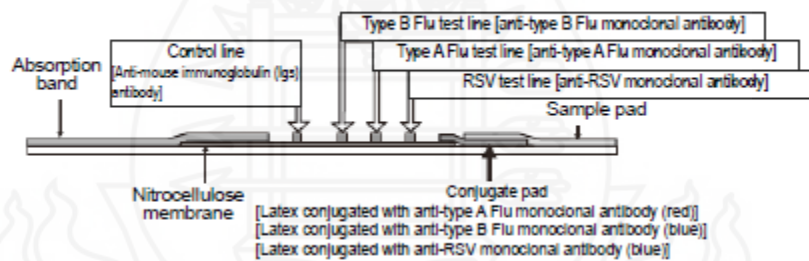 Type B Flu test line [anti-type B Flu monoclonal antibody]
Control line
Type A Flu test line [anti-type A Flu monoclonal antibody]
Absorption
band
[Anti-mouse immunoglobulin (Igs)
antibody]
RSV test line [anti-RSV monoclonal antibody]
Sample pad
Nitrocellulose
membrane
Conjugate pad
[Latex conjugated with anti-type A Flu monoclonal antibody (red)]
[Latex conjugated with anti-type B Flu monoclonal antibody (blue)]
[Latex conjugated with anti-RSV monoclonal antibody (blue)]